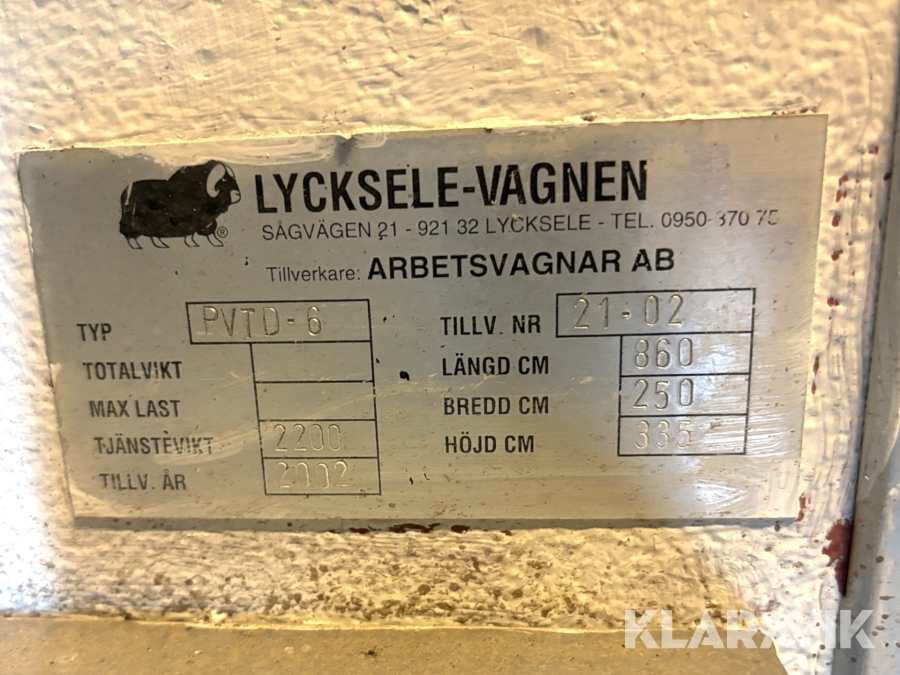 LYCKSELE-VAGNEN
®
SÅGVÄGEN 21 - 921 32 LYCKSELE - TEL. 0950-370 75
Tillverkare: ARBETSVAGNAR AB
TYP PVTD-6
TOTALVIKT
MAX LAST
TJÄNSTEVIKT 2200
TILLV. ÅR 2002
TILLV. NR 21-02
LÄNGD CM 860
BREDD CM 250
HÖJD CM 335
KLARAVIK